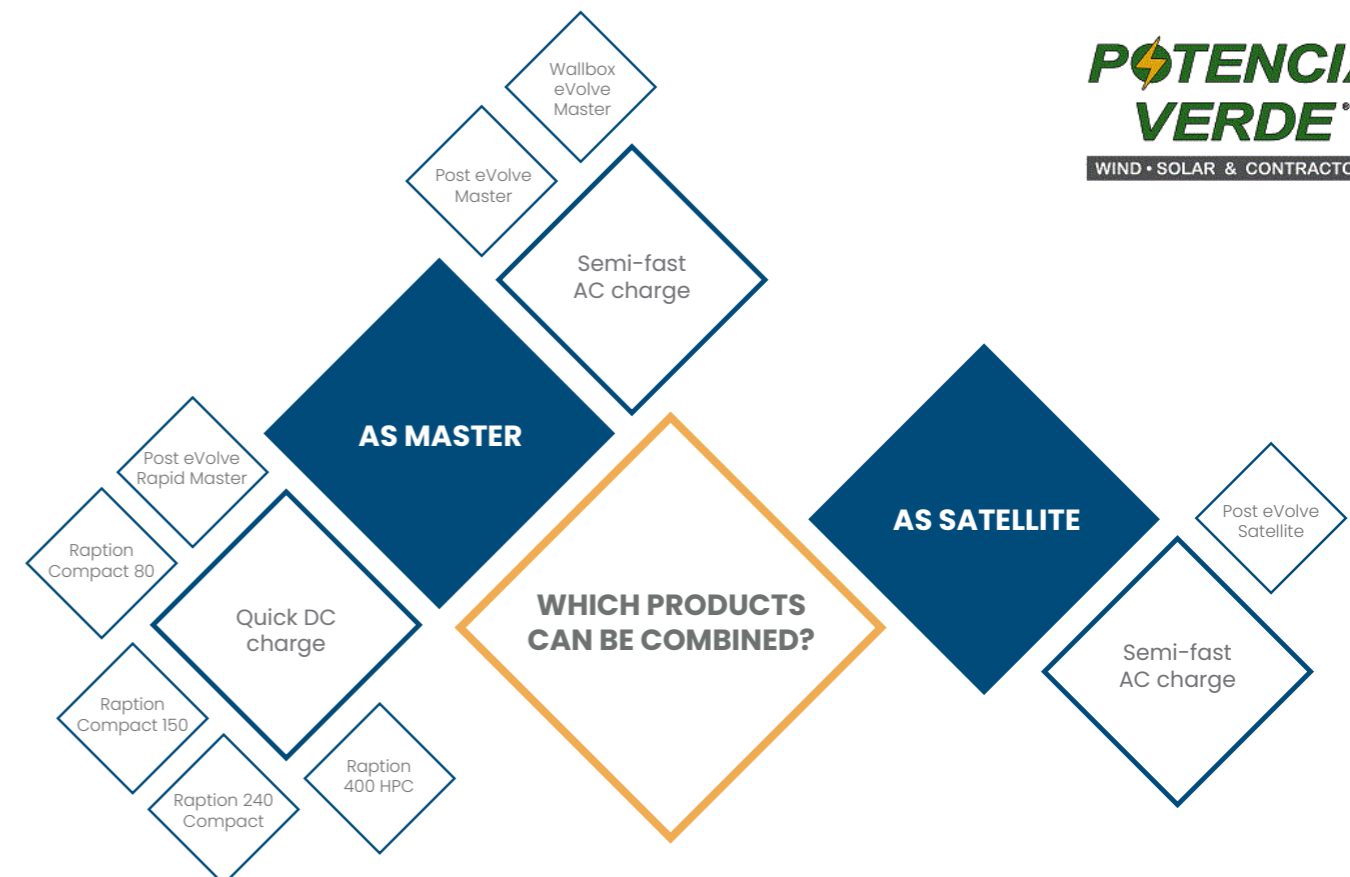 Wallbox
eVolve
Master
Post eVolve
Master
Semi-fast
AC charge
AS MASTER
Post eVolve
Rapid Master
Raption
Compact 80
Quick DC
charge
Raption
Compact 150
Raption 240
Compact
Raption
400 HPC
WHICH PRODUCTS
CAN BE COMBINED?
POTENCIA
VERDE®
WIND • SOLAR & CONTRACTO
AS SATELLITE
Post eVolve
Satellite
Semi-fast
AC charge